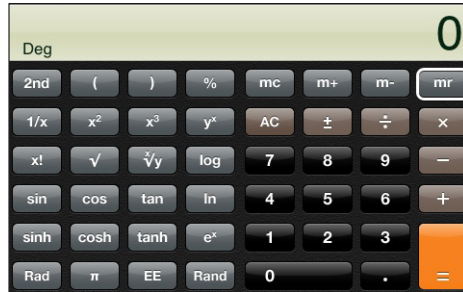 0
Deg
2nd ( ) % mc m+ m- mr
1/x x² x³ yˣ AC ± ÷ ×
x! √ ˣ√y log 7 8 9 −
sin cos tan ln 4 5 6 +
sinh cosh tanh eˣ 1 2 3
Rad π EE Rand 0 . =